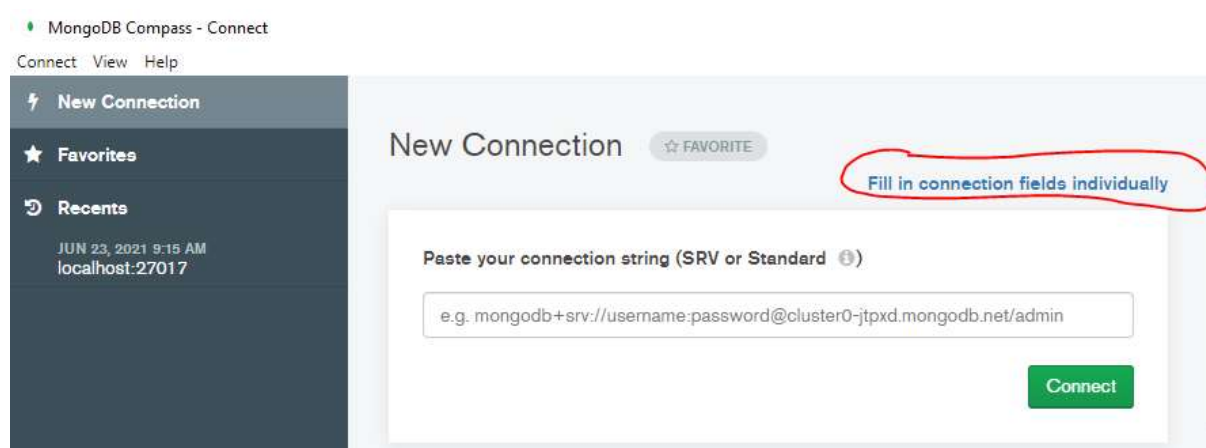 MongoDB Compass - Connect
Connect View Help
New Connection
Favorites
Recents
JUN 23, 2021 9:15 AM
localhost:27017
New Connection
FAVORITE
Fill in connection fields individually
Paste your connection string (SRV or Standard )
e.g. mongodb+srv://username:password@cluster0-jtpxd.mongodb.net/admin
Connect